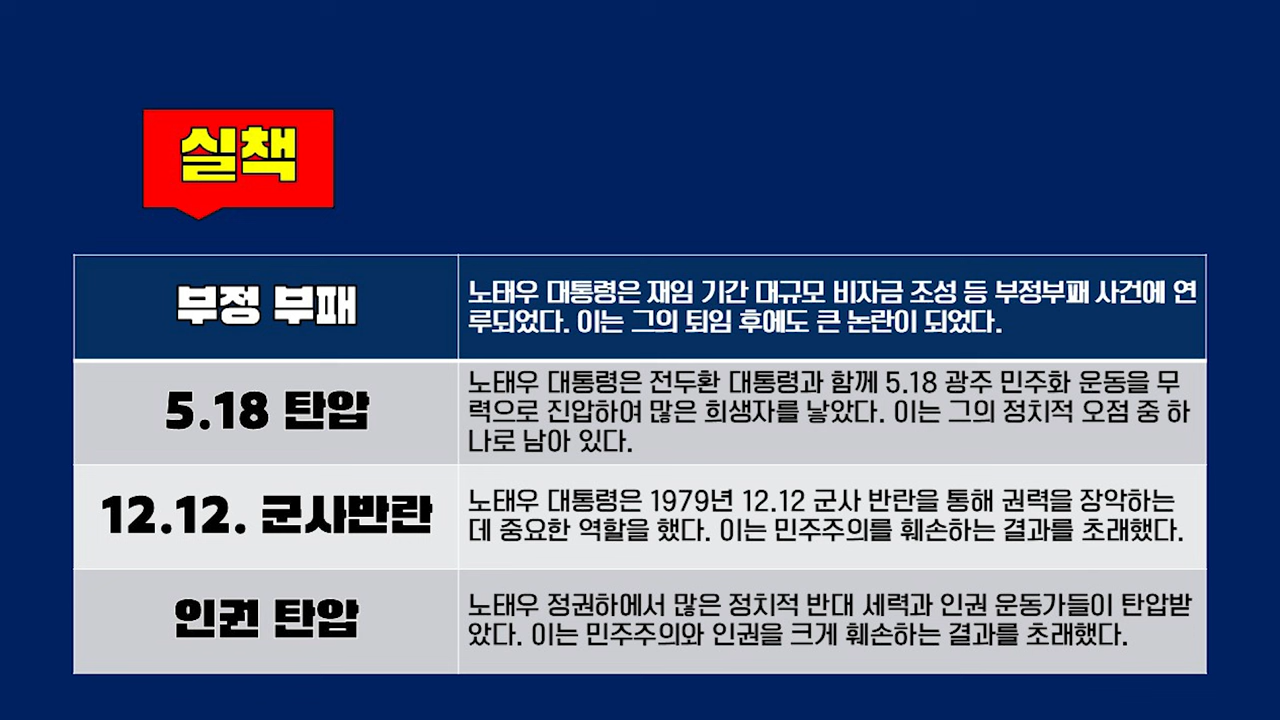 실책
부정 부패
노태우 대통령은 재임 기간 대규모 비자금 조성 등 부정부패 사건에 연
루되었다. 이는 그의 퇴임 후에도 큰 논란이 되었다.
5.18 탄압
노태우 대통령은 전두환 대통령과 함께 5.18 광주 민주화 운동을 무
력으로 진압하여 많은 희생자를 낳았다. 이는 그의 정치적 오점 중 하
나로 남아 있다.
12.12. 군사반란
노태우 대통령은 1979년 12.12 군사 반란을 통해 권력을 장악하는
데 중요한 역할을 했다. 이는 민주주의를 훼손하는 결과를 초래했다.
인권 탄압
노태우 정권하에서 많은 정치적 반대 세력과 인권 운동가들이 탄압받
았다. 이는 민주주의와 인권을 크게 훼손하는 결과를 초래했다.